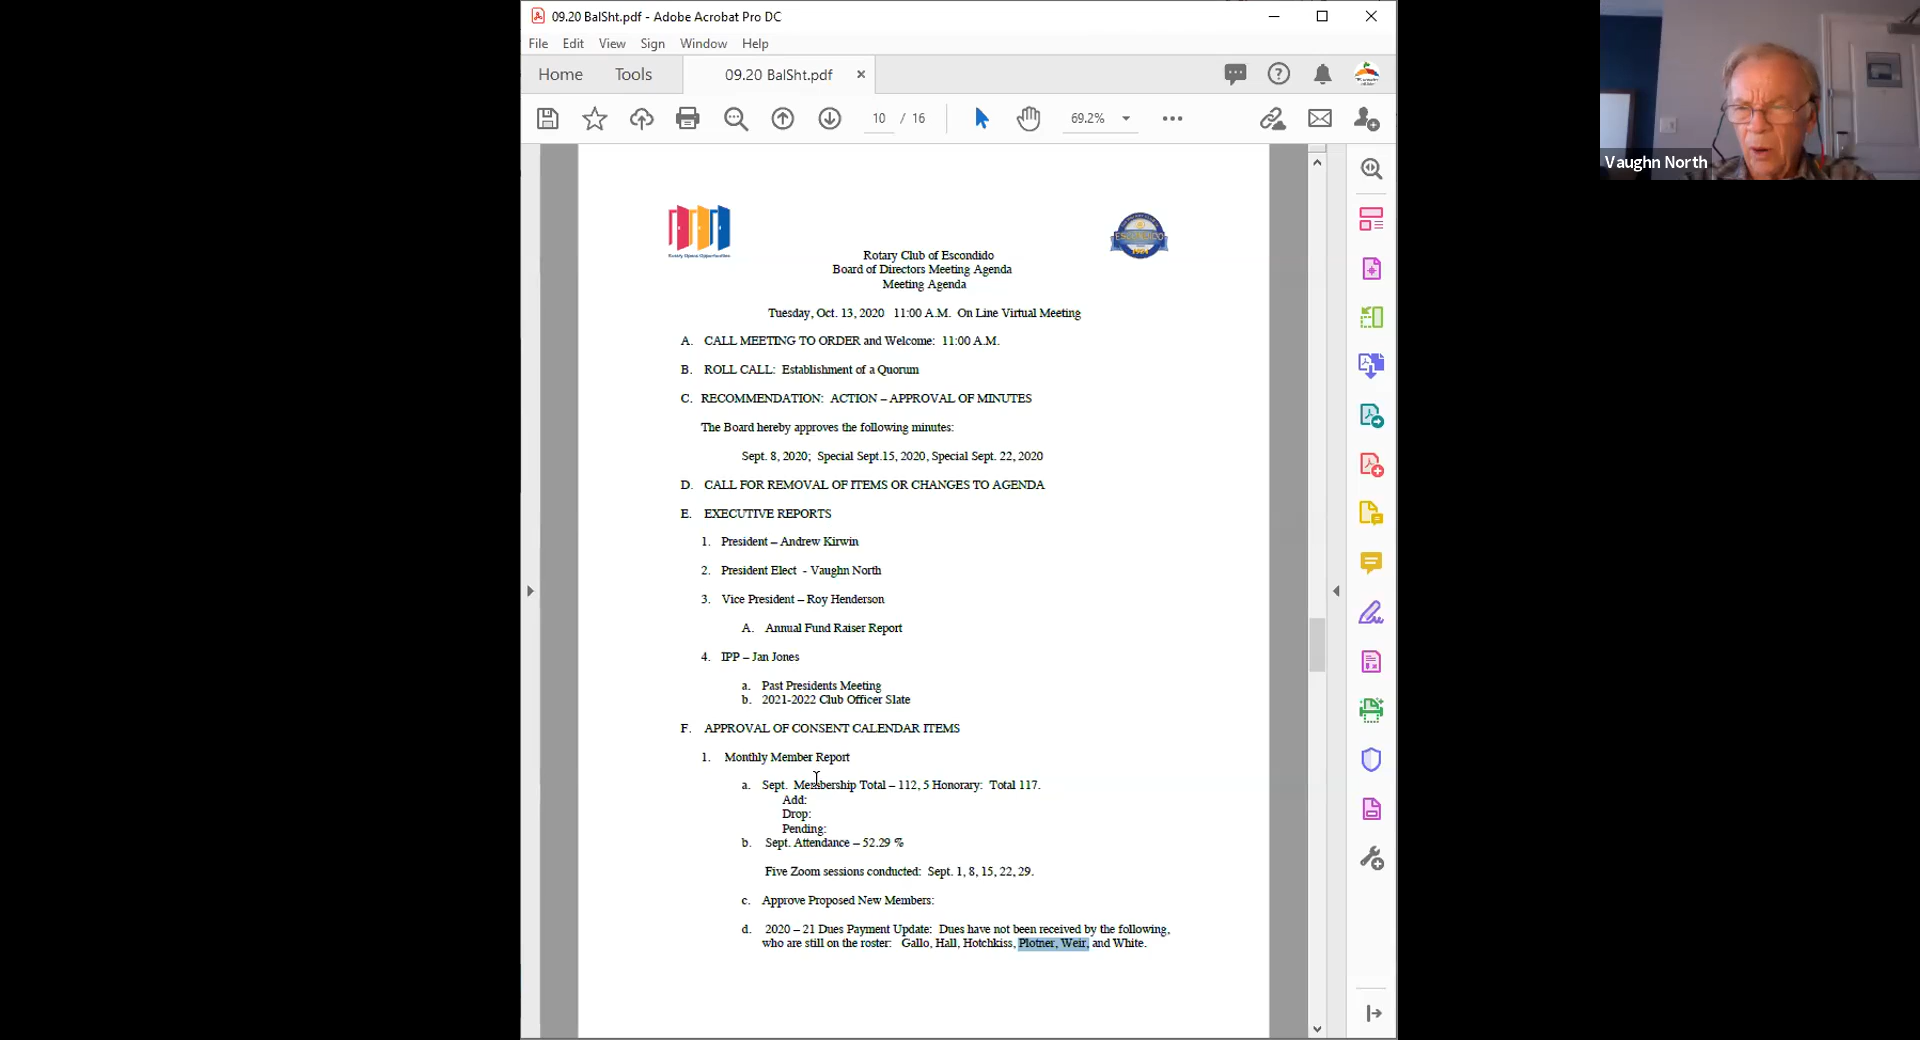 09.20 BalSht.pdf - Adobe Acrobat Pro DC
File Edit View Sign Window Help
Home Tools 09.20 BalSht.pdf ×
10 / 16 69.2%
Vaughn North
Rotary Opens Opportunities
ESCONDIDO
Rotary Club of Escondido
Board of Directors Meeting Agenda
Meeting Agenda
Tuesday, Oct. 13, 2020 11:00 A.M. On Line Virtual Meeting
A. CALL MEETING TO ORDER and Welcome: 11:00 A.M.
B. ROLL CALL: Establishment of a Quorum
C. RECOMMENDATION: ACTION – APPROVAL OF MINUTES
The Board hereby approves the following minutes:
Sept. 8, 2020; Special Sept.15, 2020, Special Sept. 22, 2020
D. CALL FOR REMOVAL OF ITEMS OR CHANGES TO AGENDA
E. EXECUTIVE REPORTS
1. President – Andrew Kirwin
2. President Elect - Vaughn North
3. Vice President – Roy Henderson
A. Annual Fund Raiser Report
4. IPP – Jan Jones
a. Past Presidents Meeting
b. 2021-2022 Club Officer Slate
F. APPROVAL OF CONSENT CALENDAR ITEMS
1. Monthly Member Report
a. Sept. Membership Total – 112, 5 Honorary: Total 117.
Add:
Drop:
Pending:
b. Sept. Attendance – 52.29 %
Five Zoom sessions conducted: Sept. 1, 8, 15, 22, 29.
c. Approve Proposed New Members:
d. 2020 – 21 Dues Payment Update: Dues have not been received by the following,
who are still on the roster: Gallo, Hall, Hotchkiss, Plotner, Weir, and White.